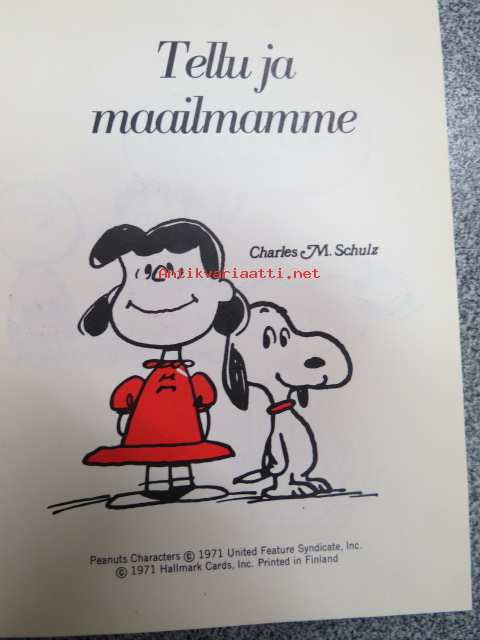 Tellu ja
maailmamme
Charles M. Schulz
Antikvariaatti.net
Peanuts Characters © 1971 United Feature Syndicate, Inc.
© 1971 Hallmark Cards, Inc. Printed in Finland